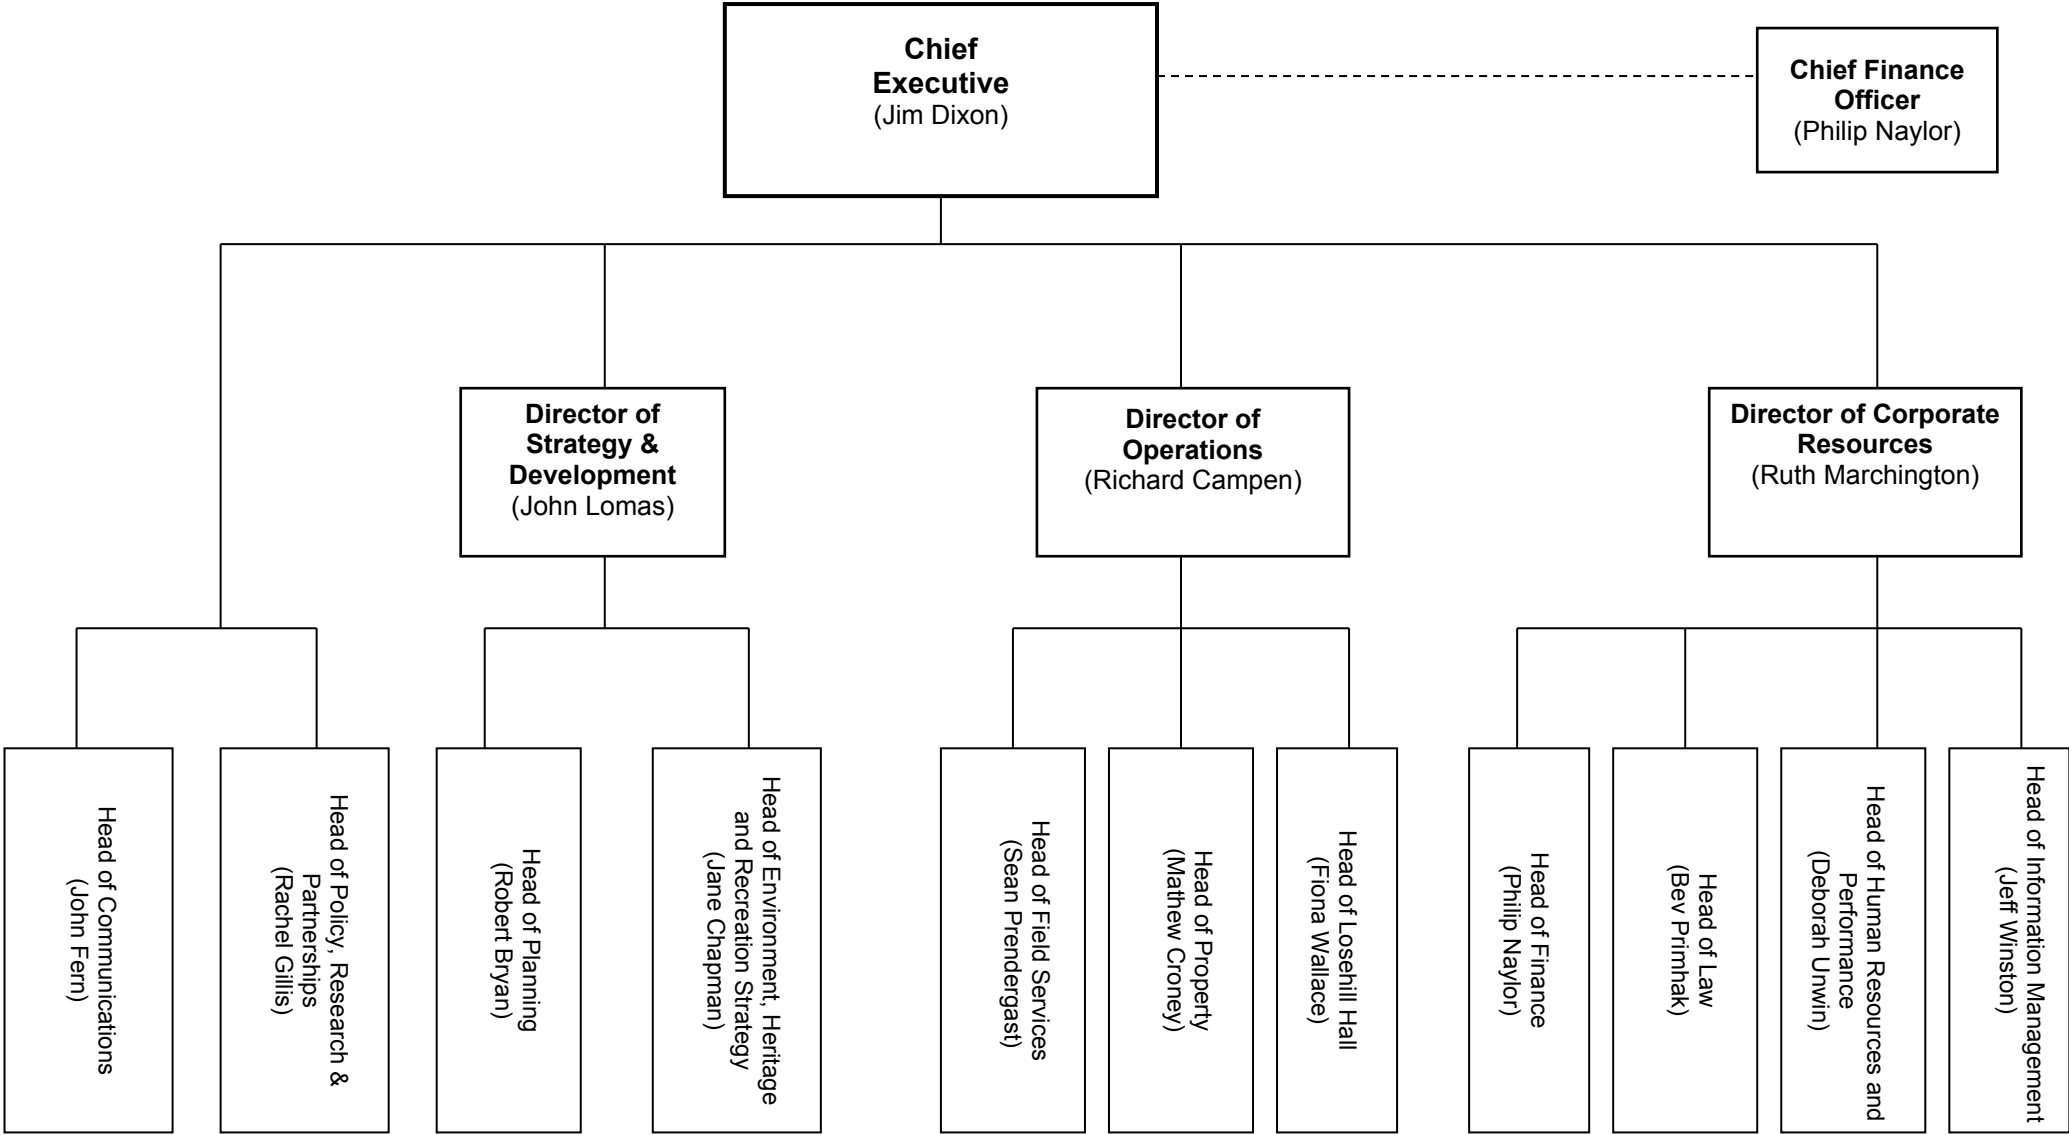 Chief
Executive
(Jim Dixon)
Chief Finance
Officer
(Philip Naylor)
Director of
Strategy &
Development
(John Lomas)
Director of
Operations
(Richard Campen)
Director of Corporate
Resources
(Ruth Marchington)
Head of Communications
(John Fern)
Head of Policy, Research &
Partnerships
(Rachel Gillis)
Head of Planning
(Robert Bryan)
Head of Environment, Heritage
and Recreation Strategy
(Jane Chapman)
Head of Field Services
(Sean Prendergast)
Head of Property
(Mathew Croney)
Head of Losehill Hall
(Fiona Wallace)
Head of Finance
(Philip Naylor)
Head of Law
(Bev Primhak)
Head of Human Resources and
Performance
(Deborah Unwin)
Head of Information Management
(Jeff Winston)